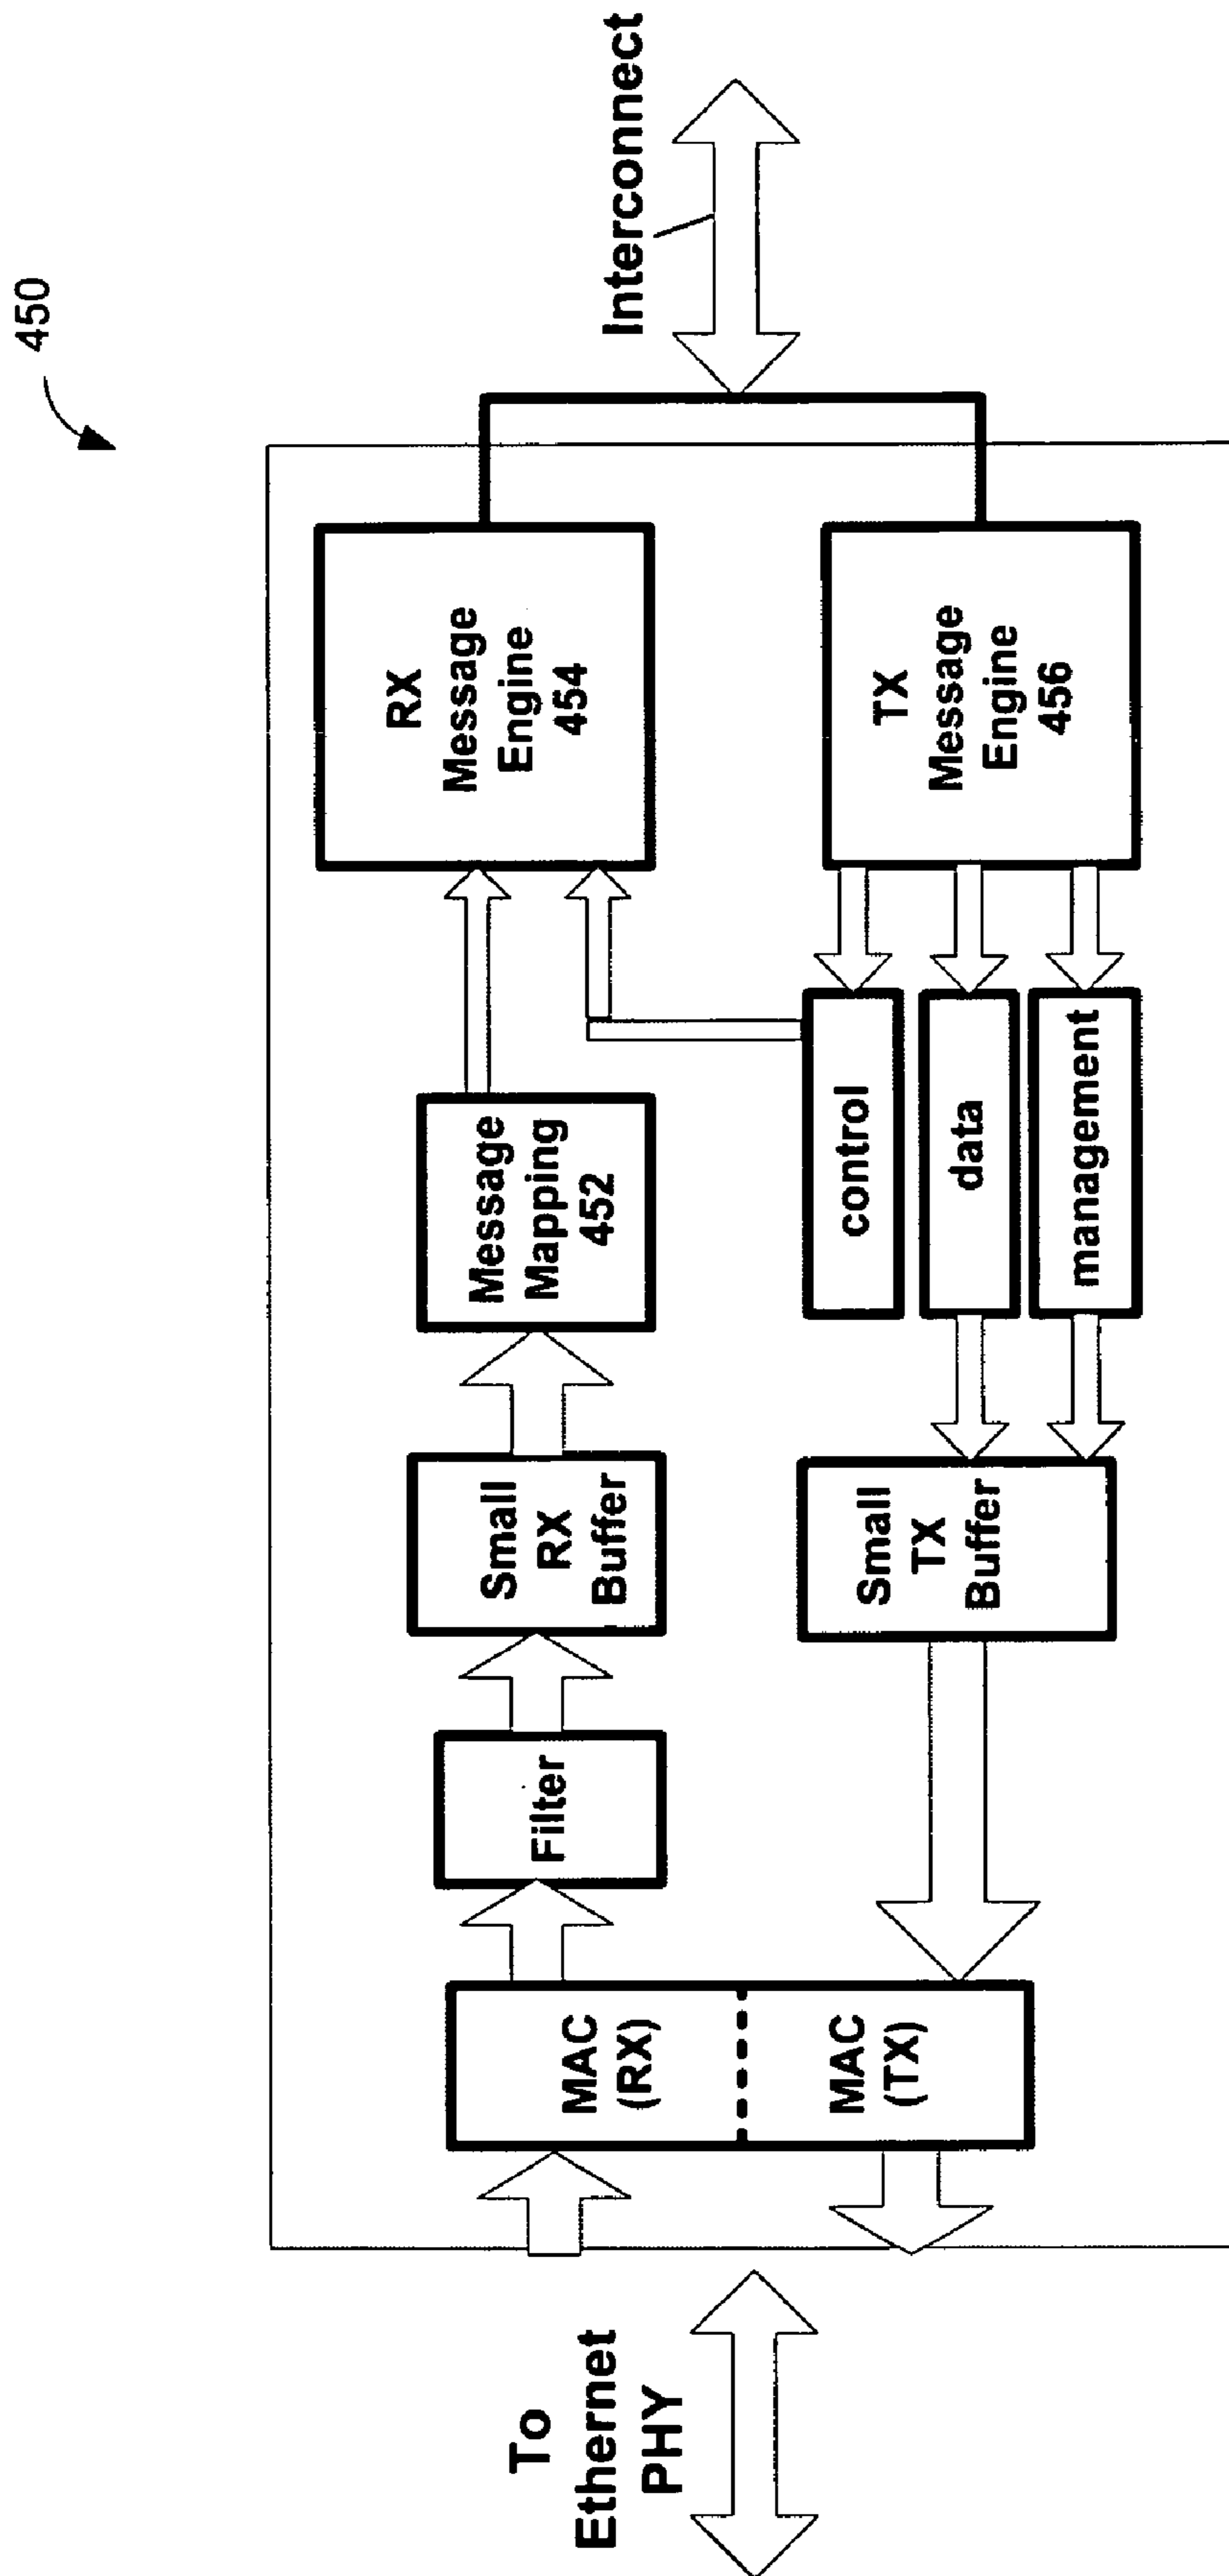 450
To
Ethernet
PHY
Interconnect
MAC
(RX)
MAC
(TX)
Filter
Small
RX
Buffer
Message
Mapping
452
RX
Message
Engine
454
Small
TX
Buffer
control
data
management
TX
Message
Engine
456